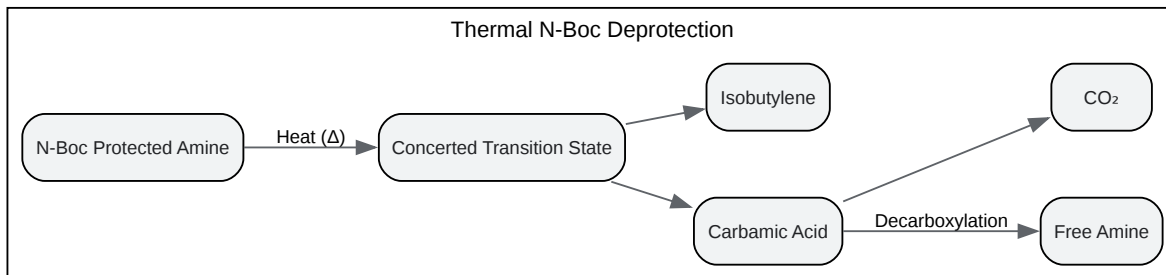 Thermal N-Boc Deprotection
N-Boc Protected Amine
Heat (Δ)
Concerted Transition State
Isobutylene
CO₂
Carbamic Acid
Decarboxylation
Free Amine